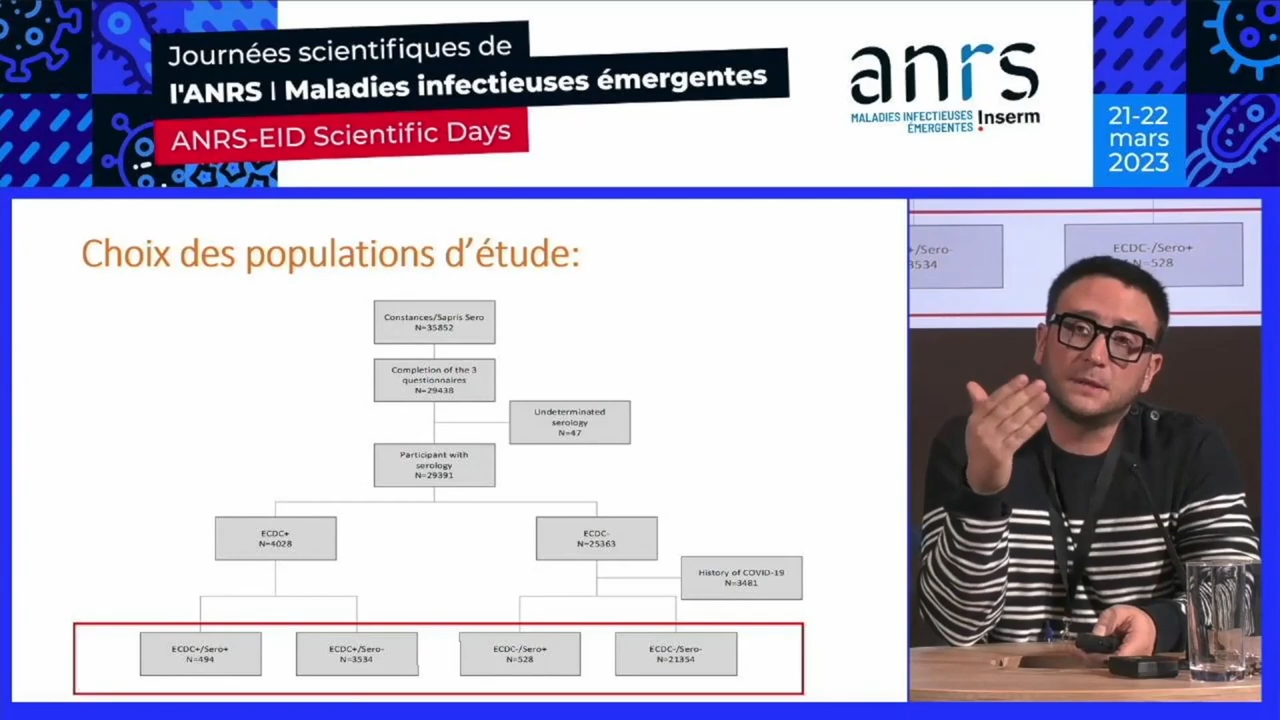 Journées scientifiques de
l'ANRS | Maladies infectieuses émergentes
ANRS-EID Scientific Days
anrs
MALADIES INFECTIEUSES
ÉMERGENTES
Inserm
21-22
mars
2023
Choix des populations d'étude:
Constances/Sapris Sero
N=35852
Completion of the 3
questionnaires
N=29438
Undeterminated
serology
N=47
Participant with
serology
N=29391
ECDC+
N=4028
ECDC-
N=25363
History of COVID-19
N=3481
ECDC+/Sero+
N=494
ECDC+/Sero-
N=3534
ECDC-/Sero+
N=528
ECDC-/Sero-
N=21354
+/Sero-
3534
ECDC-/Sero+
N=528